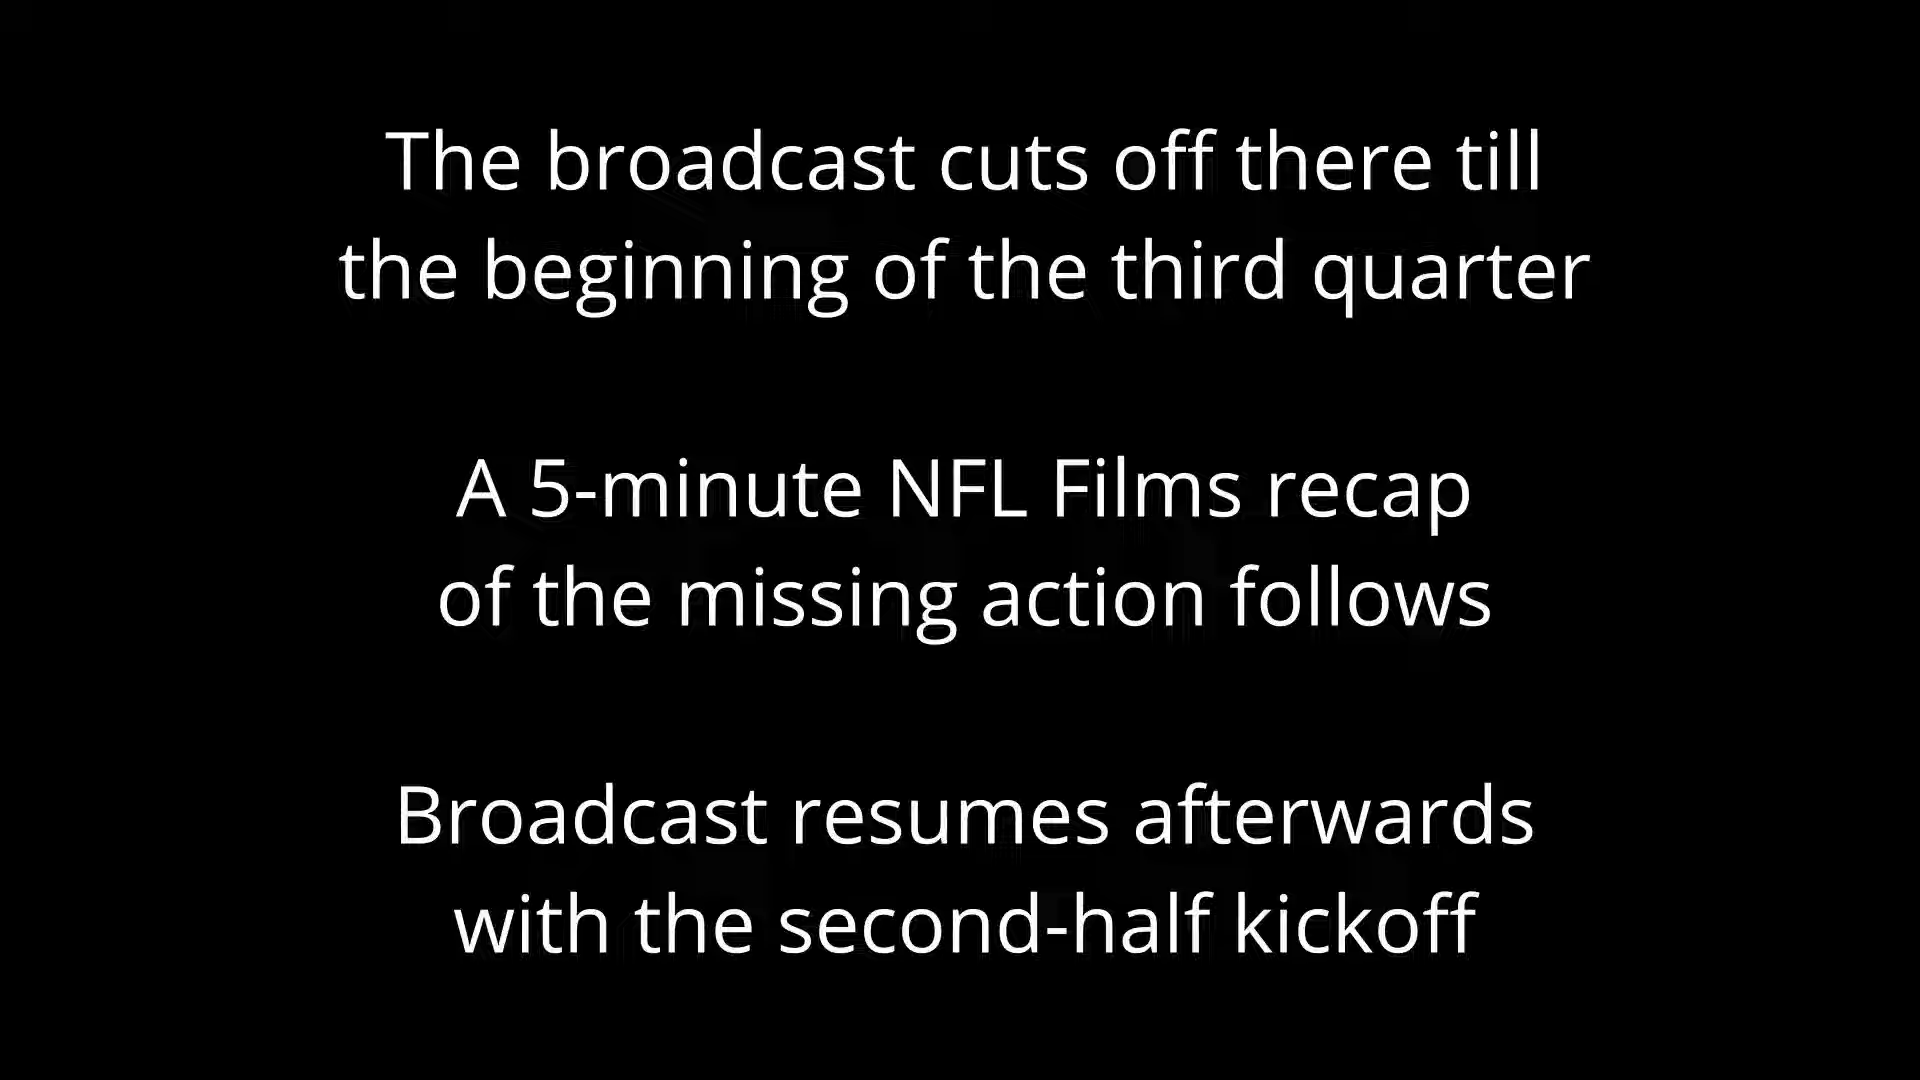 The broadcast cuts off there till
the beginning of the third quarter
A 5-minute NFL Films recap
of the missing action follows
Broadcast resumes afterwards
with the second-half kickoff